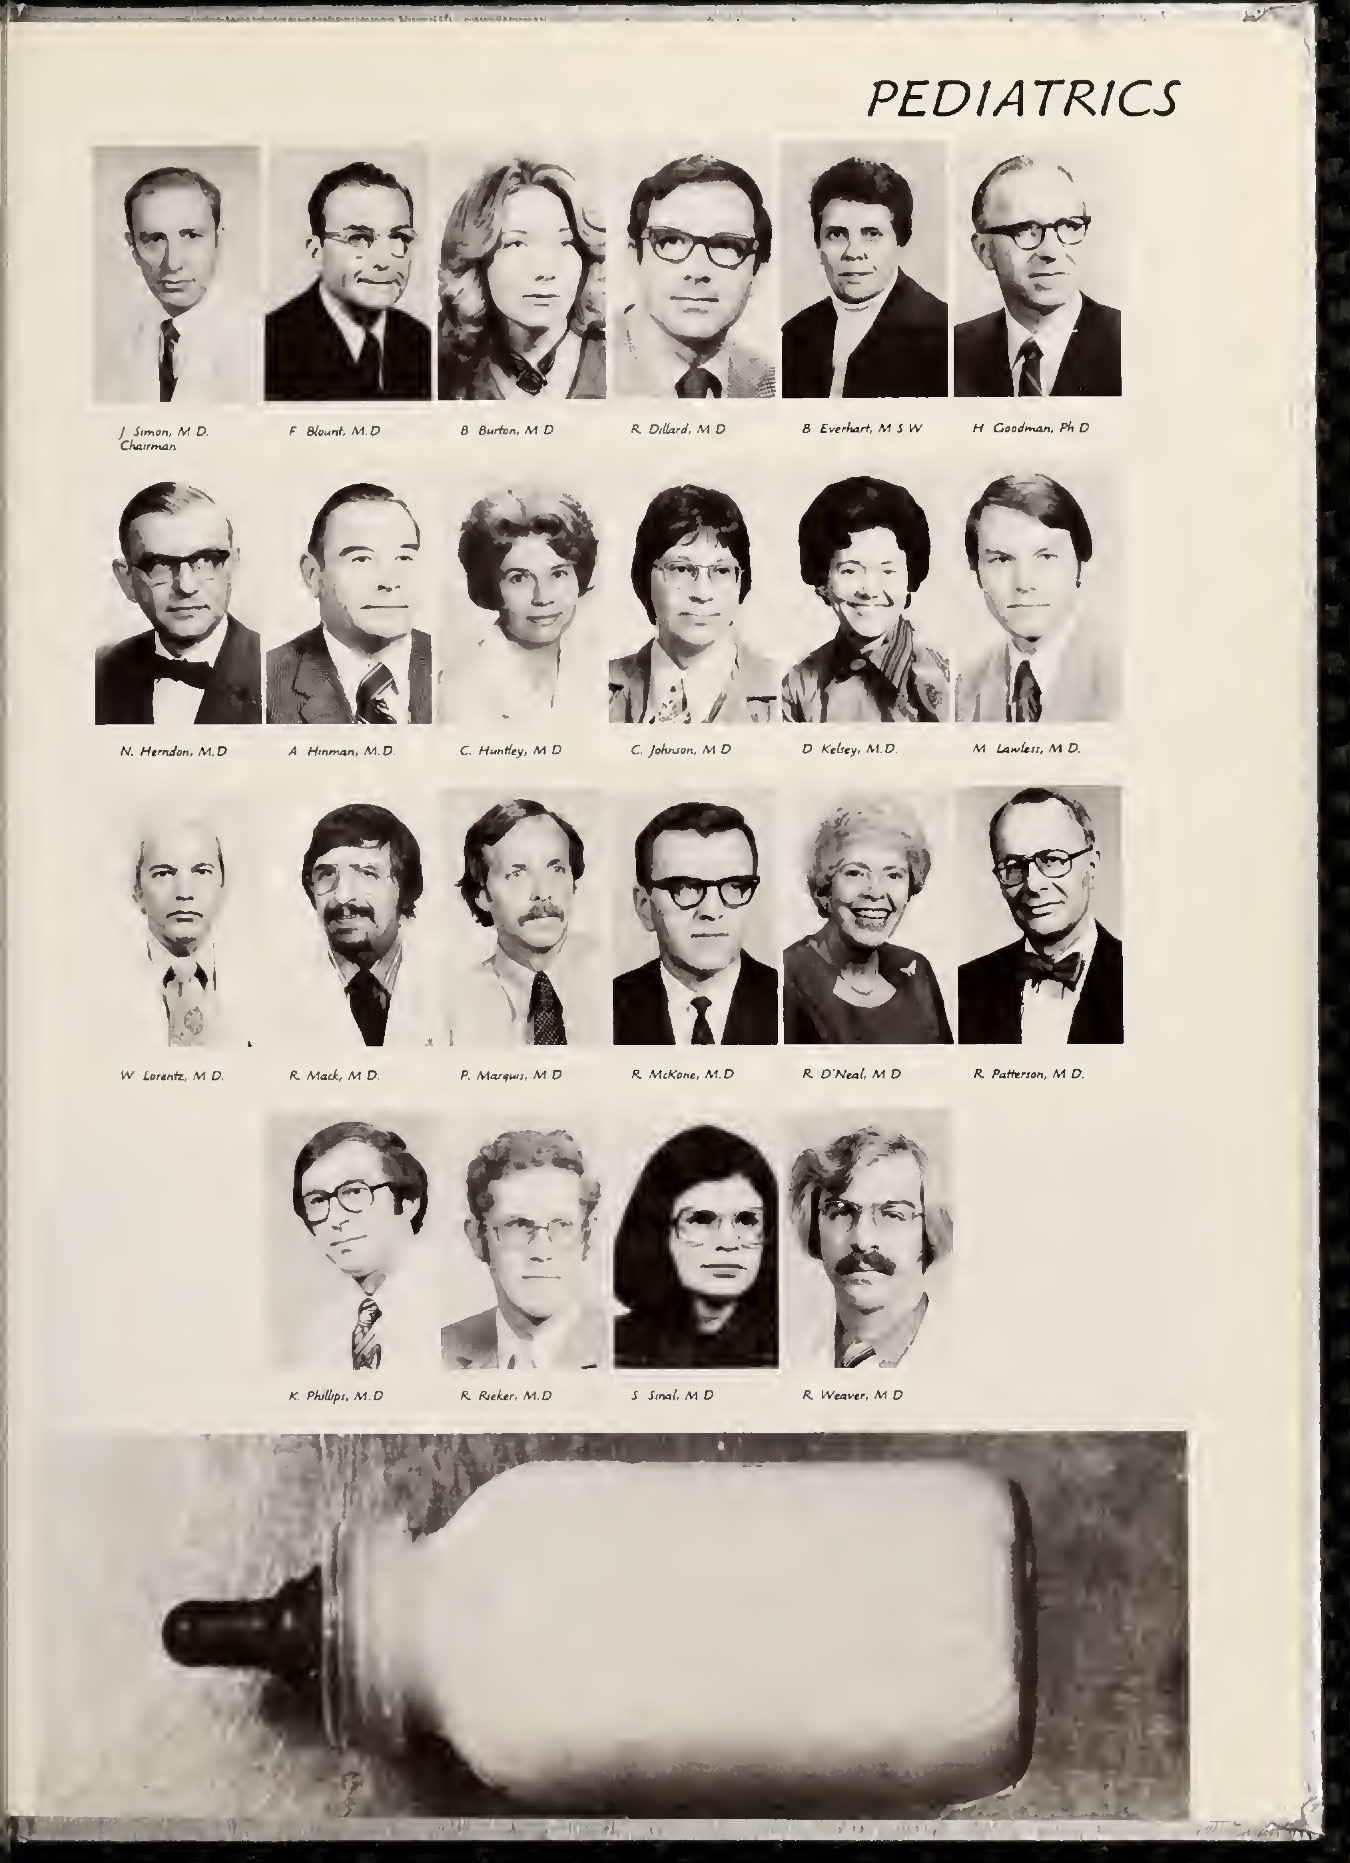 PEDIATRICS
J Simon, M D.
Chairman
F Blount, M.D
B Burton, M D
R Dillard, M D
B Everhart, M S W
H Goodman, Ph D
N. Herndon, M.D
A Hinman, M.D.
C. Huntley, M D
C. Johnson, M D
D Kelsey, M.D.
M Lawless, M D.
W Lorentz, M D.
R Mack, M D.
P. Marquis, M D
R McKone, M.D
R O'Neal, M D
R Patterson, M D.
K. Phillips, M.D
R Rieker, M.D
S Sinal, M D
R Weaver, M D